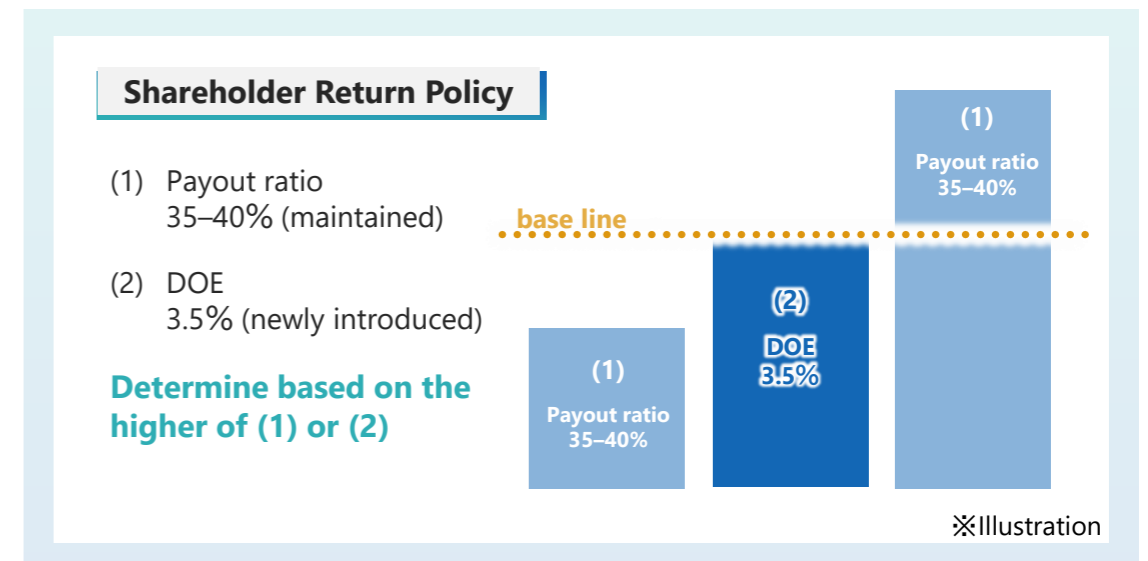 Shareholder Return Policy
(1) Payout ratio
35–40% (maintained)
(2) DOE
3.5% (newly introduced)
Determine based on the
higher of (1) or (2)
base line
(1)
Payout ratio
35–40%
(2)
DOE
3.5%
(1)
Payout ratio
35–40%
※Illustration